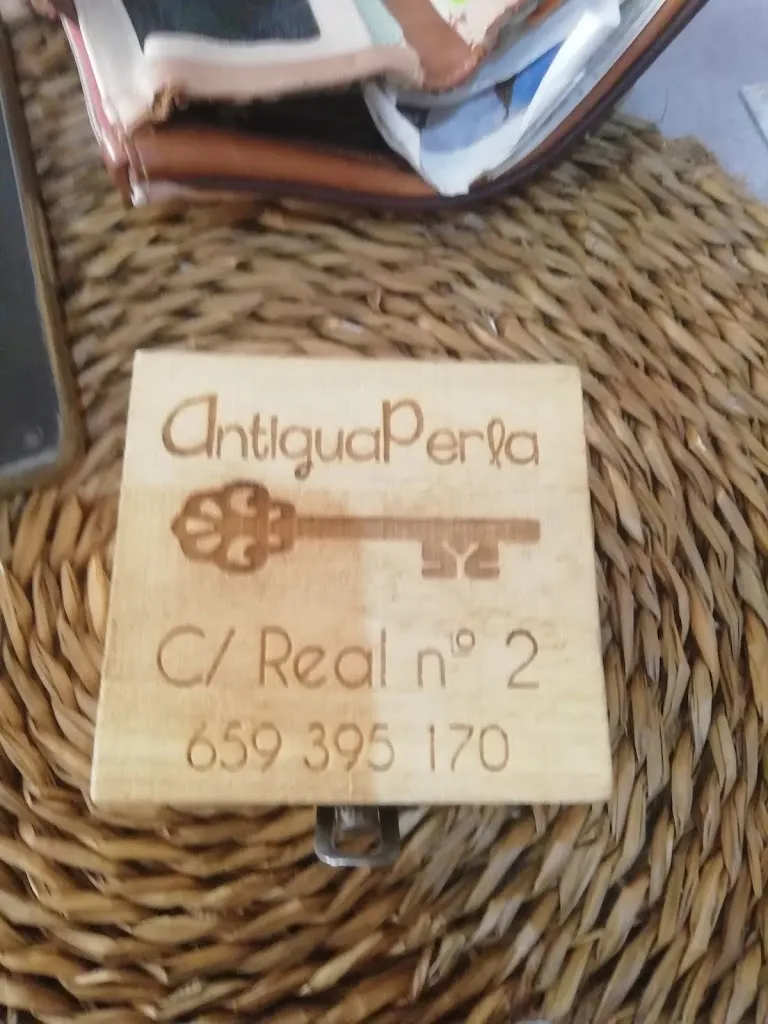 AntiguaPerla
C/ Real nº 2
659 395 170